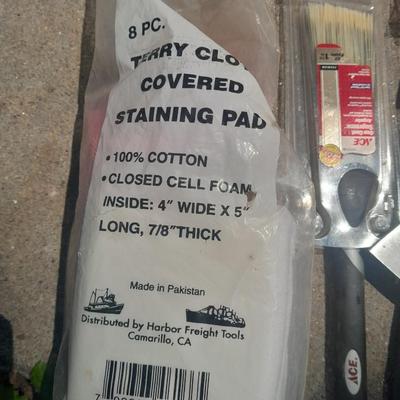 8 PC.
TERRY CLOTH
COVERED
STAINING PAD
• 100% COTTON
• CLOSED CELL FOAM
INSIDE: 4" WIDE X 5"
LONG, 7/8" THICK
Made in Pakistan
Distributed by Harbor Freight Tools
Camarillo, CA
ACE
ACE